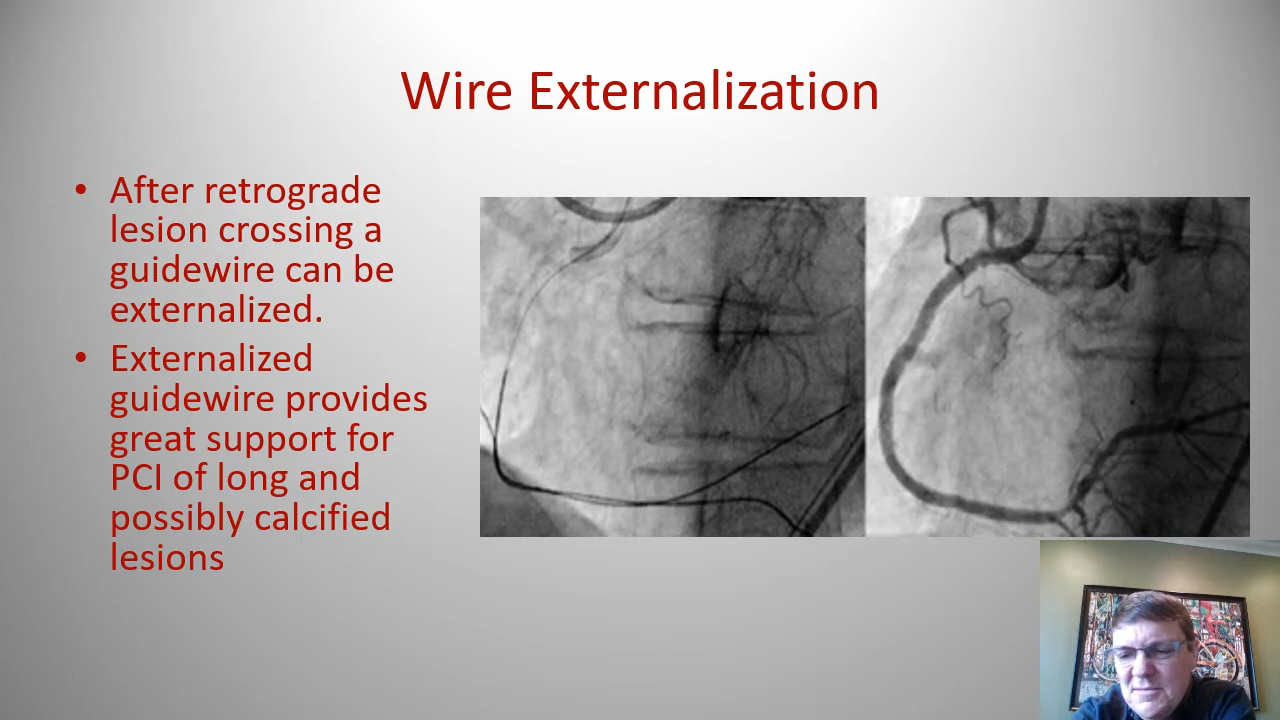 Wire Externalization
• After retrograde
lesion crossing a
guidewire can be
externalized.
• Externalized
guidewire provides
great support for
PCI of long and
possibly calcified
lesions